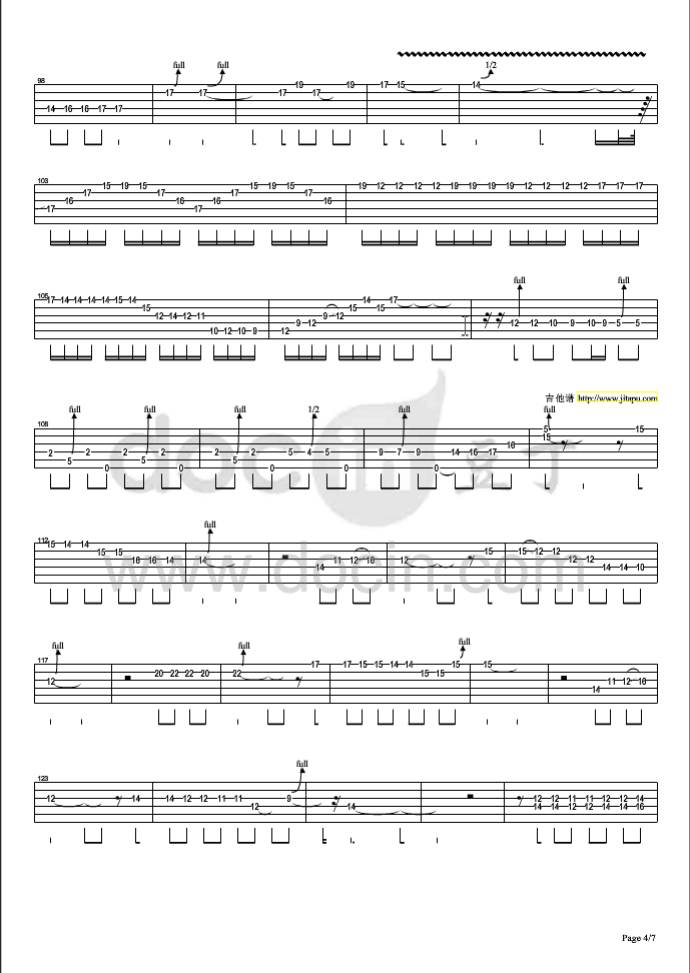 full full 1/2
98
14 16 16 17 17 17 17 17 19 17 19 17 15 14
103
17 16 17 15 19 15 17 16 17 16 17 15 19 15 17 16 19 12 12 12 12 19 19 19 19 12 12 12 12 17 17 17
full full
105
17 14 14 14 14 15 14 15 12 14 12 11 10 12 10 9 12 9 12 9 12 15 14 15 17 12 12 10 9 10 9 5 5
吉他谱 http://www.jitapu.com
full full full 1/2 full full
108
2 5 2 2 5 2 0 2 5 2 0 5 4 5 0 9 7 9 0 14 16 17 16 15 15
docin 豆丁
full
112
15 14 14 15 15 16 16 14 14 14 11 12 16 12 15 15 12 12 12 12 14 14 10
www.docin.com
full full full
117
12 20 22 22 20 22 17 17 15 15 14 14 15 15 15 15 14 11 12 16
full
123
12 14 14 12 12 11 11 12 9 14 12 12 11 11 12 12 14
14 14 12 12 14 14 16
Page 4/7